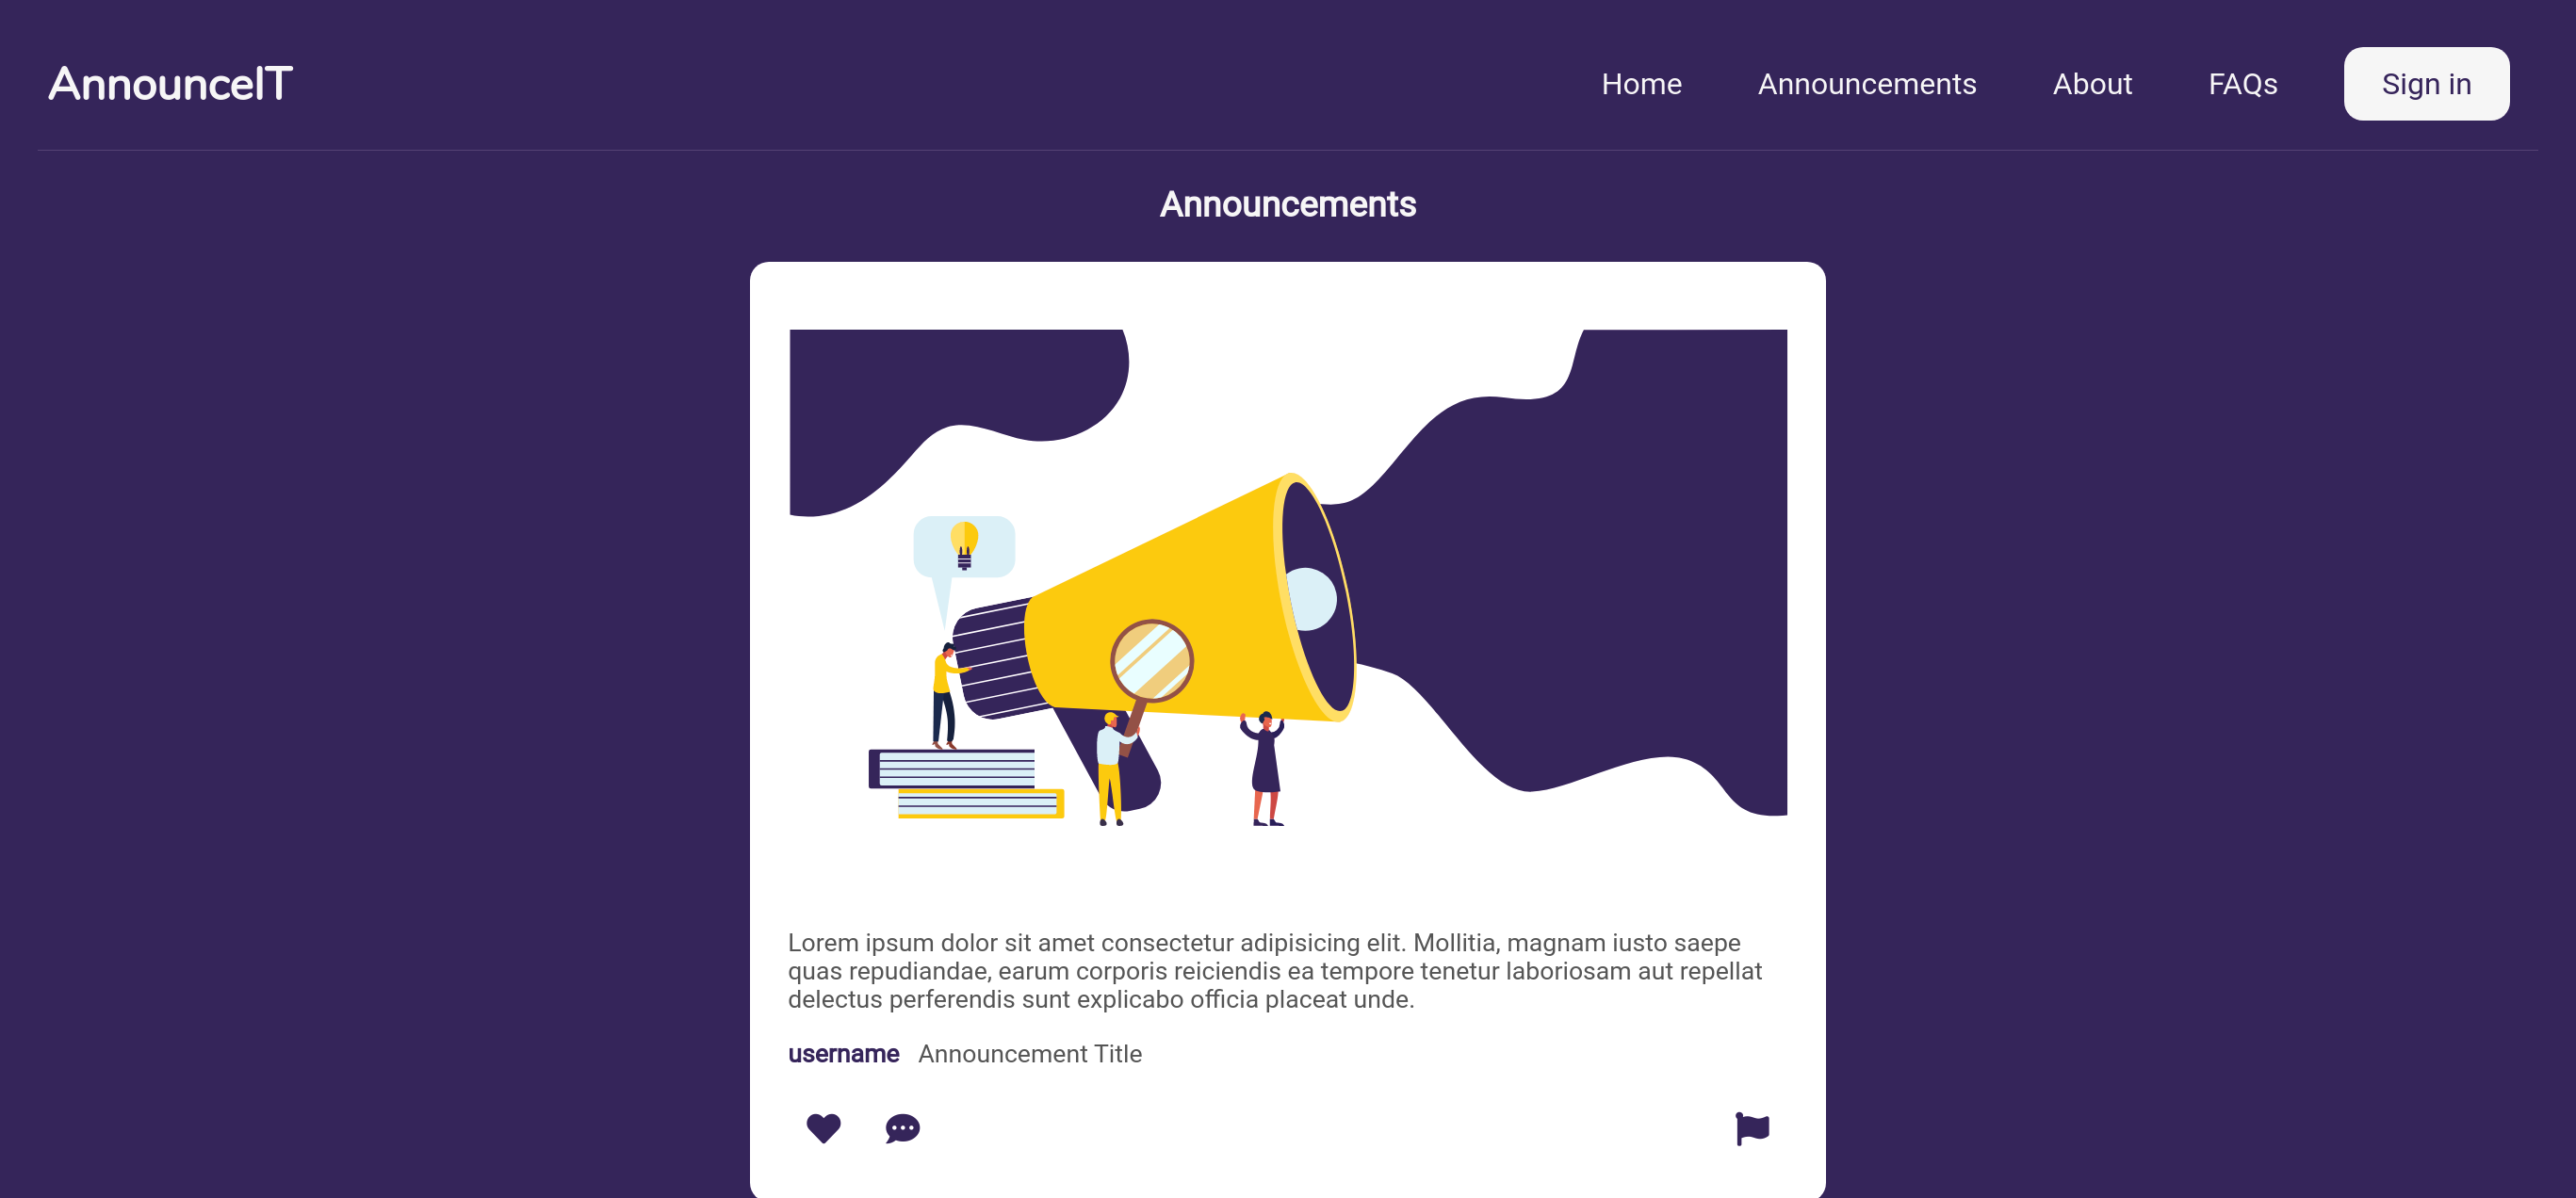 AnnounceIT
Home Announcements About FAQs Sign in
Announcements
Lorem ipsum dolor sit amet consectetur adipisicing elit. Mollitia, magnam iusto saepe
quas repudiandae, earum corporis reiciendis ea tempore tenetur laboriosam aut repellat
delectus perferendis sunt explicabo officia placeat unde.
username Announcement Title